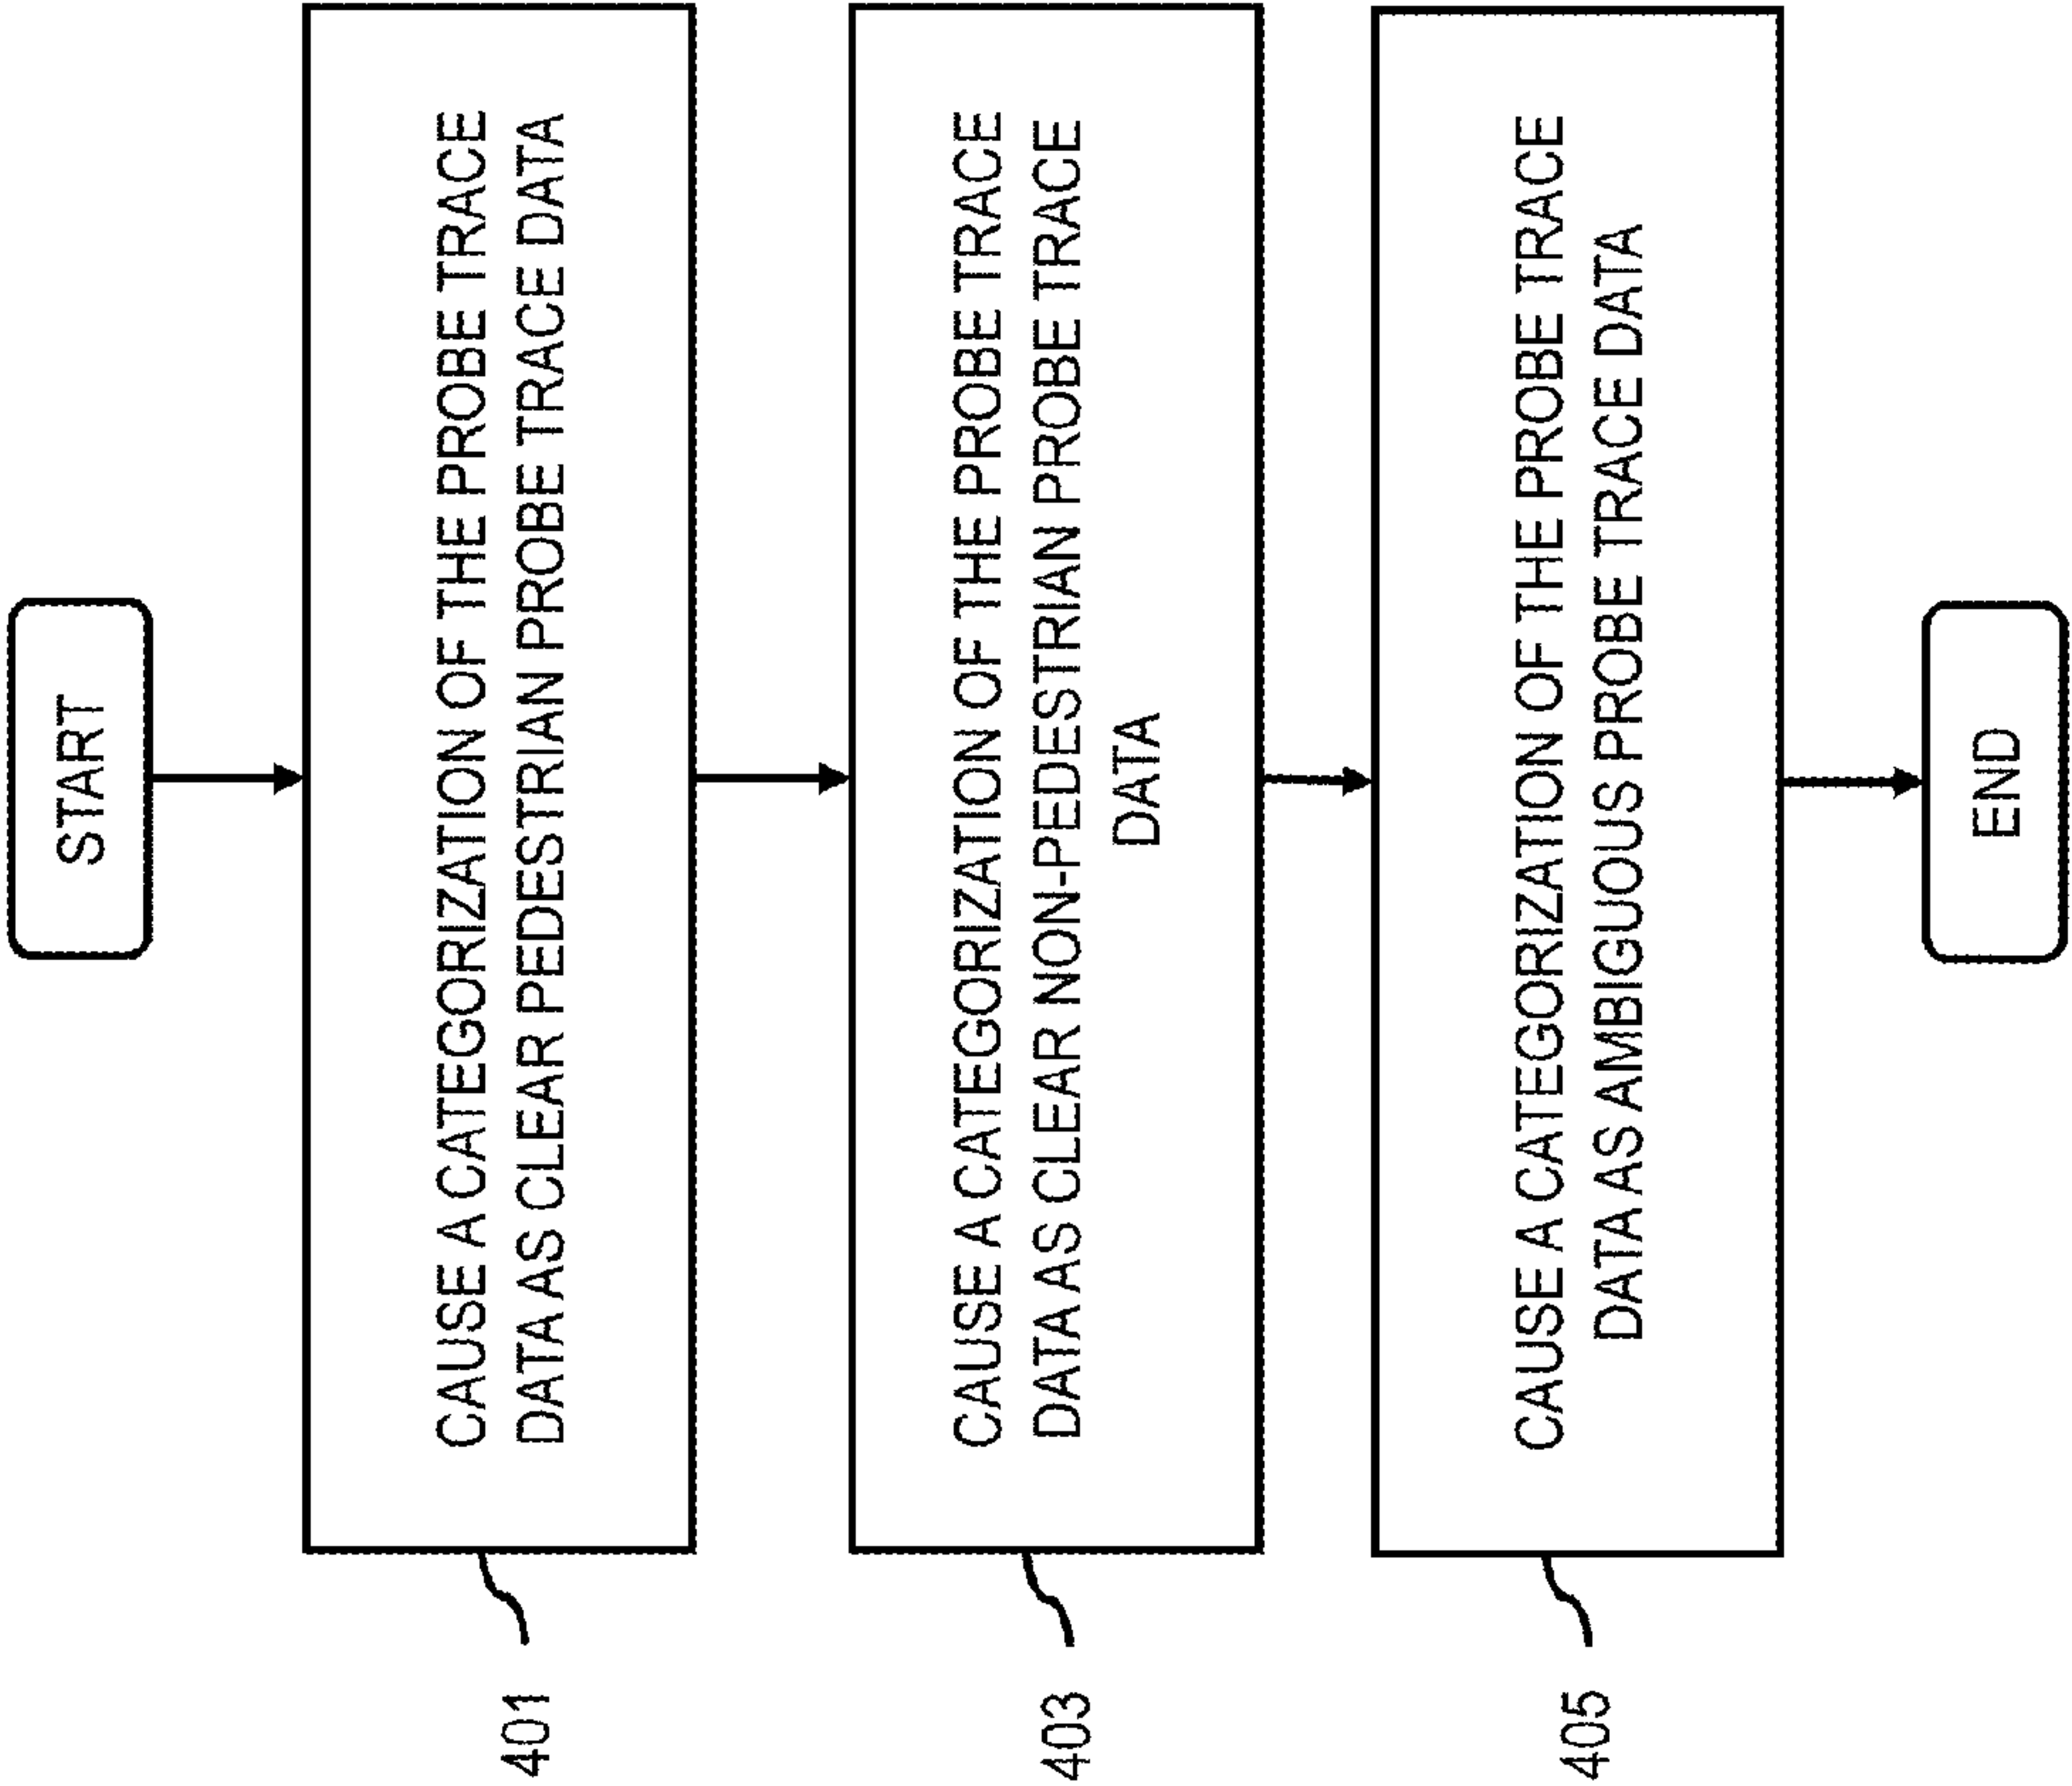 START
CAUSE A CATEGORIZATION OF THE PROBE TRACE
DATA AS CLEAR PEDESTRIAN PROBE TRACE DATA
401
CAUSE A CATEGORIZATION OF THE PROBE TRACE
DATA AS CLEAR NON-PEDESTRIAN PROBE TRACE
DATA
403
CAUSE A CATEGORIZATION OF THE PROBE TRACE
DATA AS AMBIGUOUS PROBE TRACE DATA
405
END